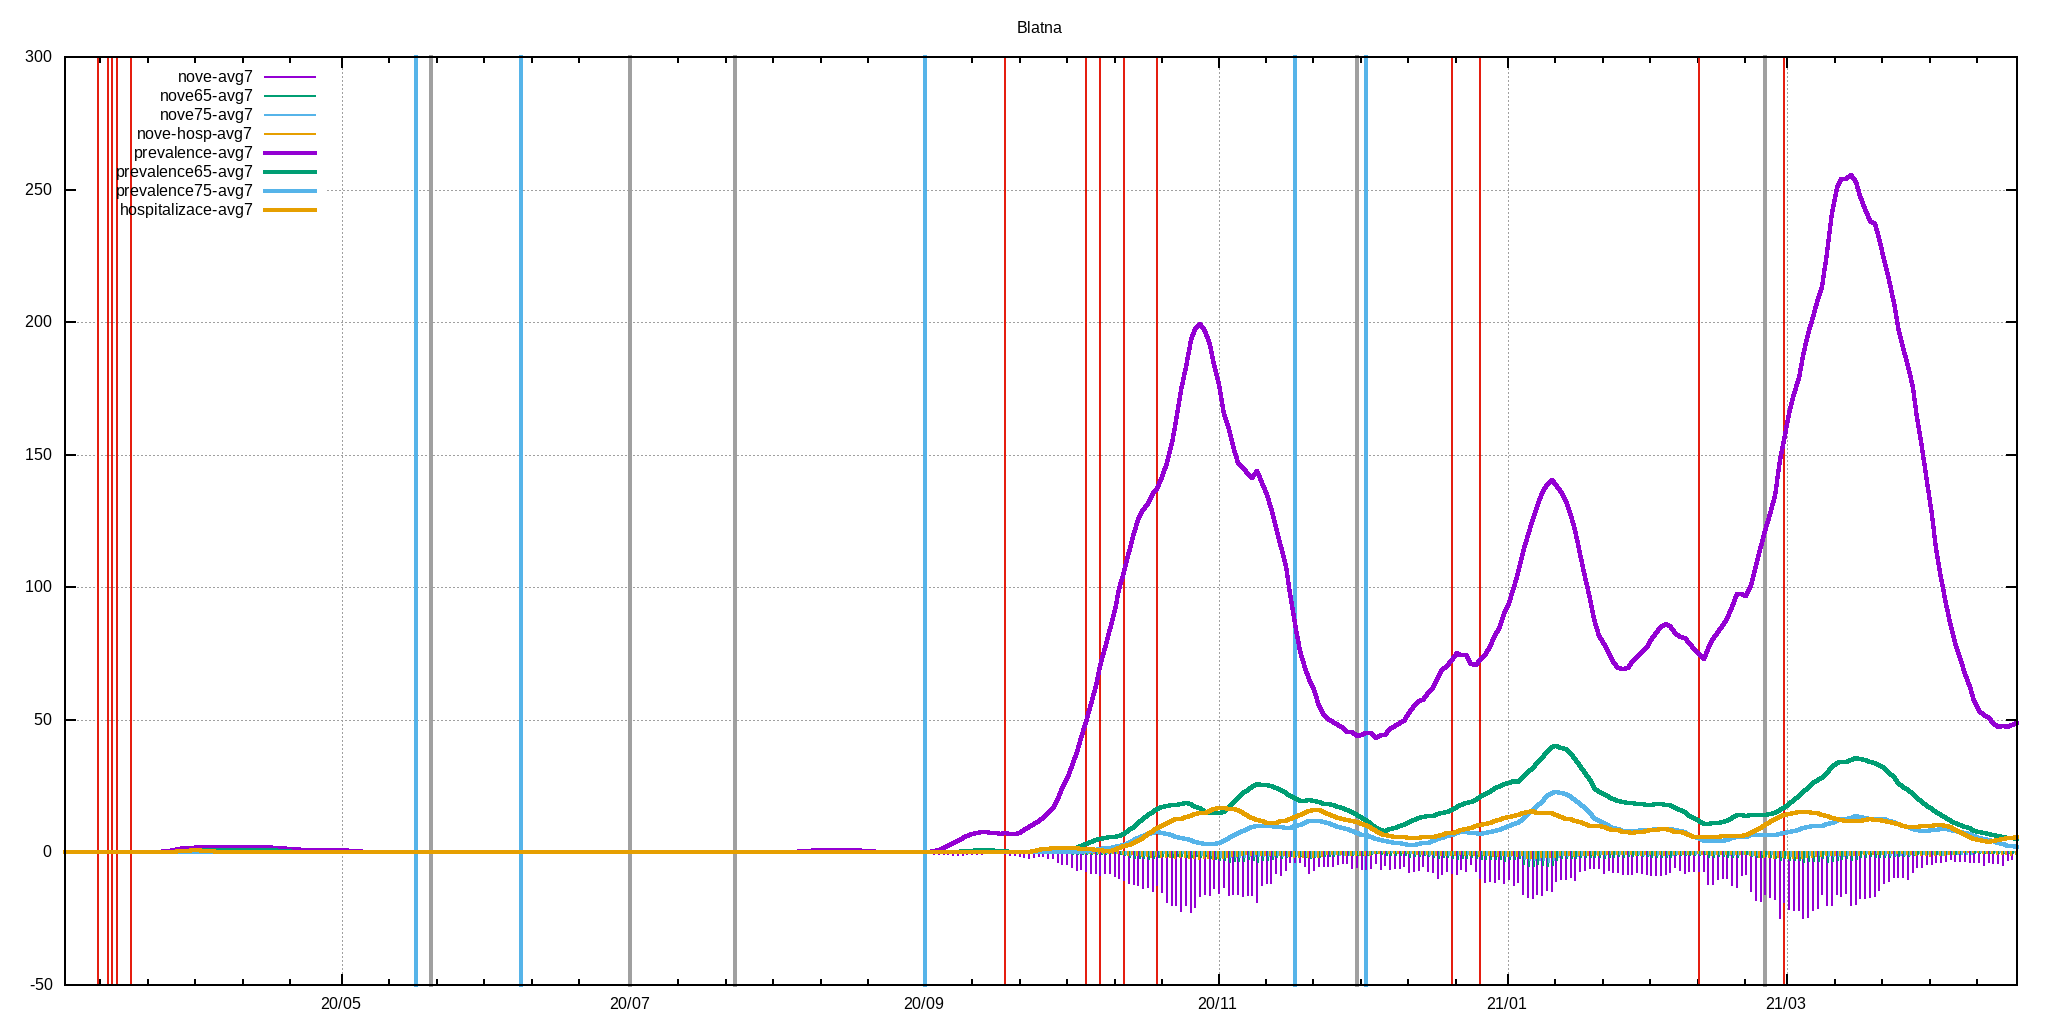 Blatna
300
250
200
150
100
50
0
-50
nove-avg7
nove65-avg7
nove75-avg7
nove-hosp-avg7
prevalence-avg7
prevalence65-avg7
prevalence75-avg7
hospitalizace-avg7
20/05 20/07 20/09 20/11 21/01 21/03